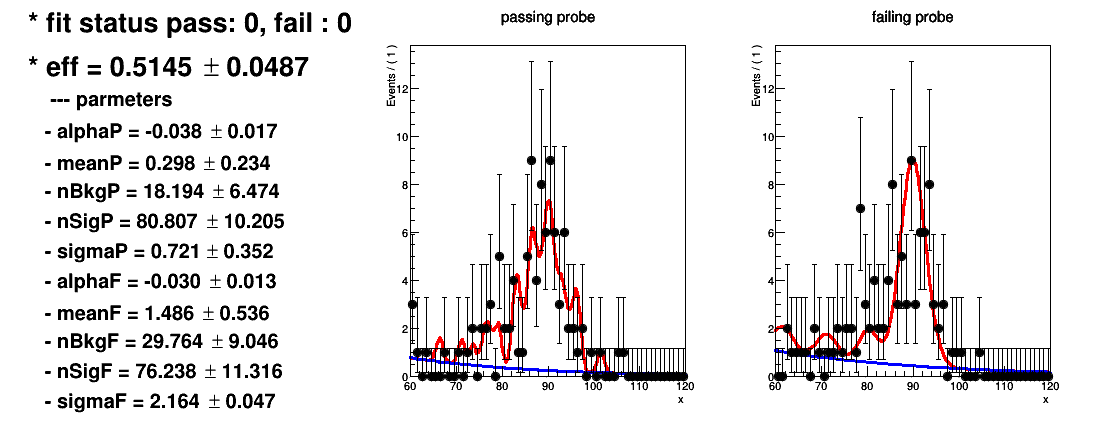 * fit status pass: 0, fail : 0
* eff = 0.5145 ± 0.0487
--- parmeters
- alphaP = -0.038 ± 0.017
- meanP = 0.298 ± 0.234
- nBkgP = 18.194 ± 6.474
- nSigP = 80.807 ± 10.205
- sigmaP = 0.721 ± 0.352
- alphaF = -0.030 ± 0.013
- meanF = 1.486 ± 0.536
- nBkgF = 29.764 ± 9.046
- nSigF = 76.238 ± 11.316
- sigmaF = 2.164 ± 0.047
passing probe
Events / ( 1 )
12
10
8
6
4
2
0
60 70 80 90 100 110 120
x
failing probe
Events / ( 1 )
12
10
8
6
4
2
0
60 70 80 90 100 110 120
x